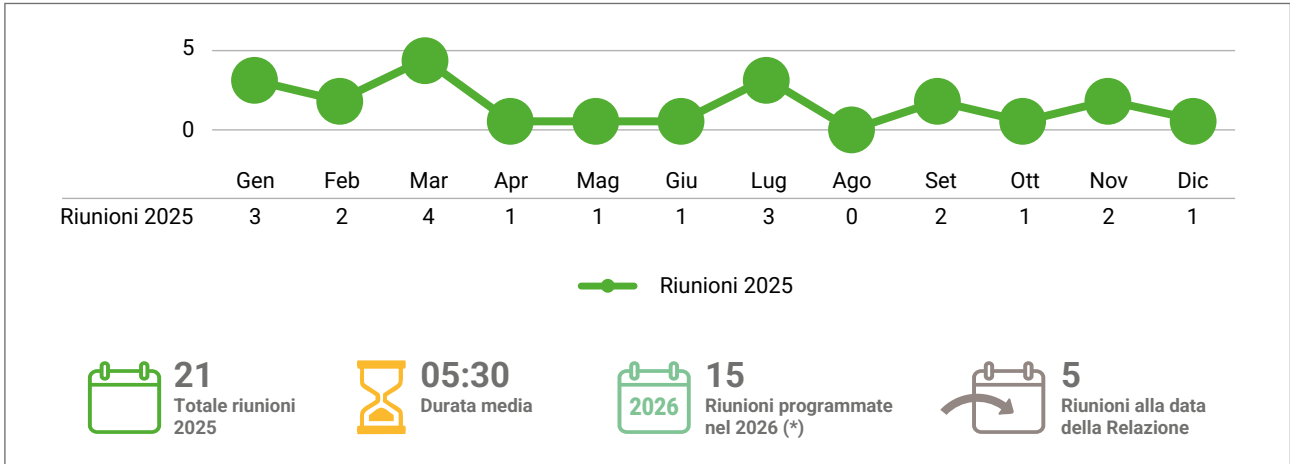 5
0
Gen Feb Mar Apr Mag Giu Lug Ago Set Ott Nov Dic
Riunioni 2025 3 2 4 1 1 1 3 0 2 1 2 1
Riunioni 2025
21
Totale riunioni
2025
05:30
Durata media
2026
15
Riunioni programmate
nel 2026 (*)
5
Riunioni alla data
della Relazione